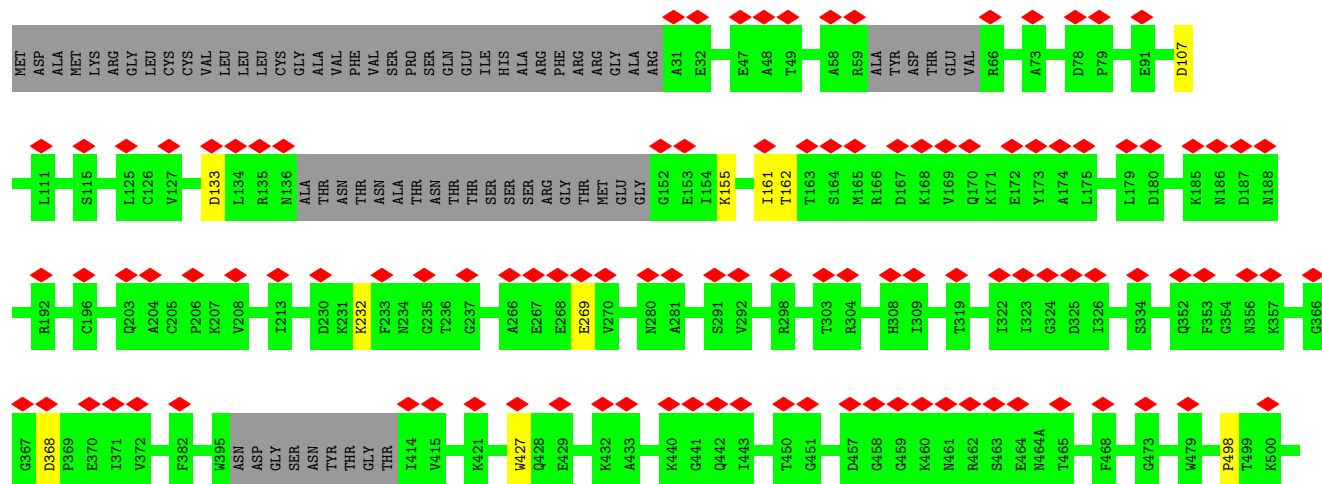 MET ASP ALA MET LYS ARG GLY LEU CYS CYS VAL LEU LEU LEU CYS GLY ALA VAL PHE VAL SER PRO SER GLN GLU ILE HIS ALA ARG PHE ARG ARG GLY ALA ARG A31 E32 E47 A48 T49 A58 R59 ALA TYR ASP THR GLU VAL R66 A73 D78 P79 E91 D107
L111 S115 L125 C126 V127 D133 L134 R135 N136 ALA THR ASN THR ASN ALA THR ASN THR THR SER SER SER ARG GLY THR MET GLU GLY G152 E153 I154 K155 I161 T162 T163 S164 M165 R166 D167 K168 V169 Q170 K171 E172 Y173 A174 L175 L179 D180 K185 N186 D187 N188
R192 C196 Q203 A204 C205 P206 K207 V208 I213 D230 K231 K232 F233 N234 G235 T236 G237 A266 E267 E268 E269 V270 N280 A281 S291 V292 R298 T303 R304 H308 I309 T319 I322 I323 G324 D325 I326 S334 Q352 F353 G354 N356 K357 G366
G367 D368 P369 E370 I371 V372 F382 W395 ASN ASP GLY SER ASN TYR THR GLY THR I414 V415 K421 W427 Q428 E429 K432 A433 K440 G441 Q442 I443 T450 G451 D457 G458 G459 K460 N461 R462 S463 E464 N464A T465 F468 G473 W479 P498 T499 K500